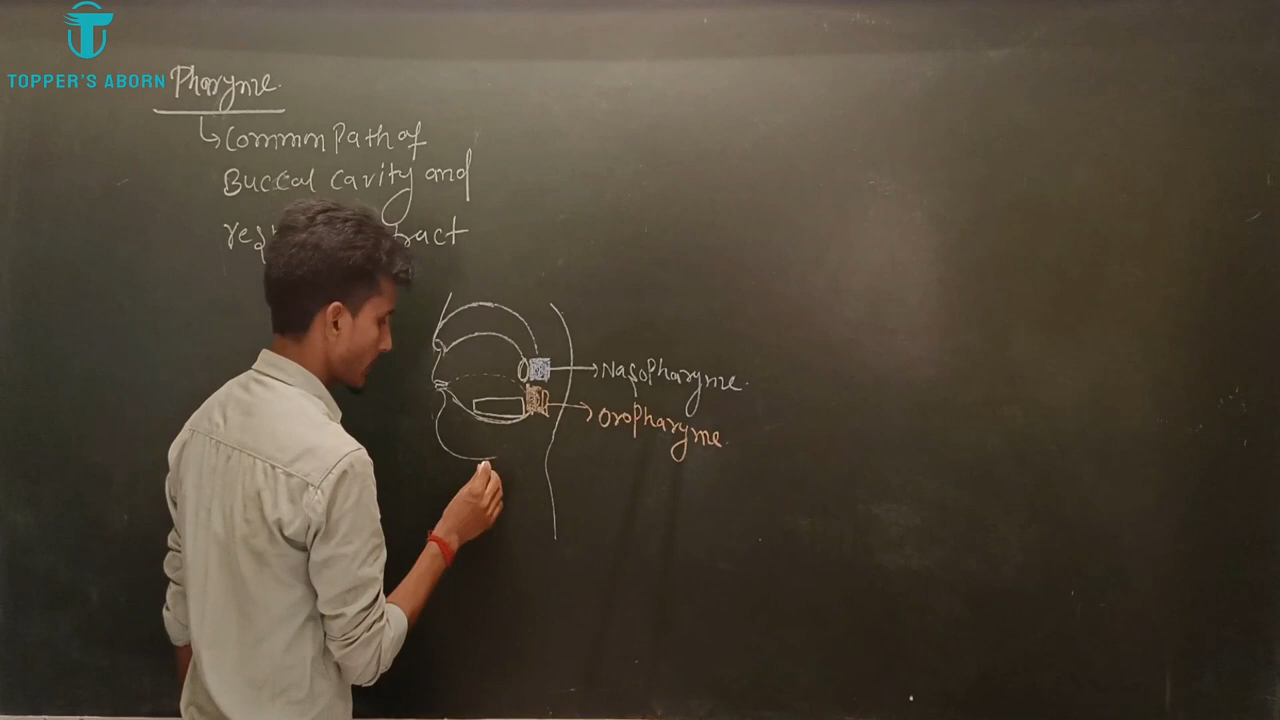 TOPPER'S ABORN
Pharynx
Common Path of
Buccal cavity and
tract
Nasopharynx
Oropharynx